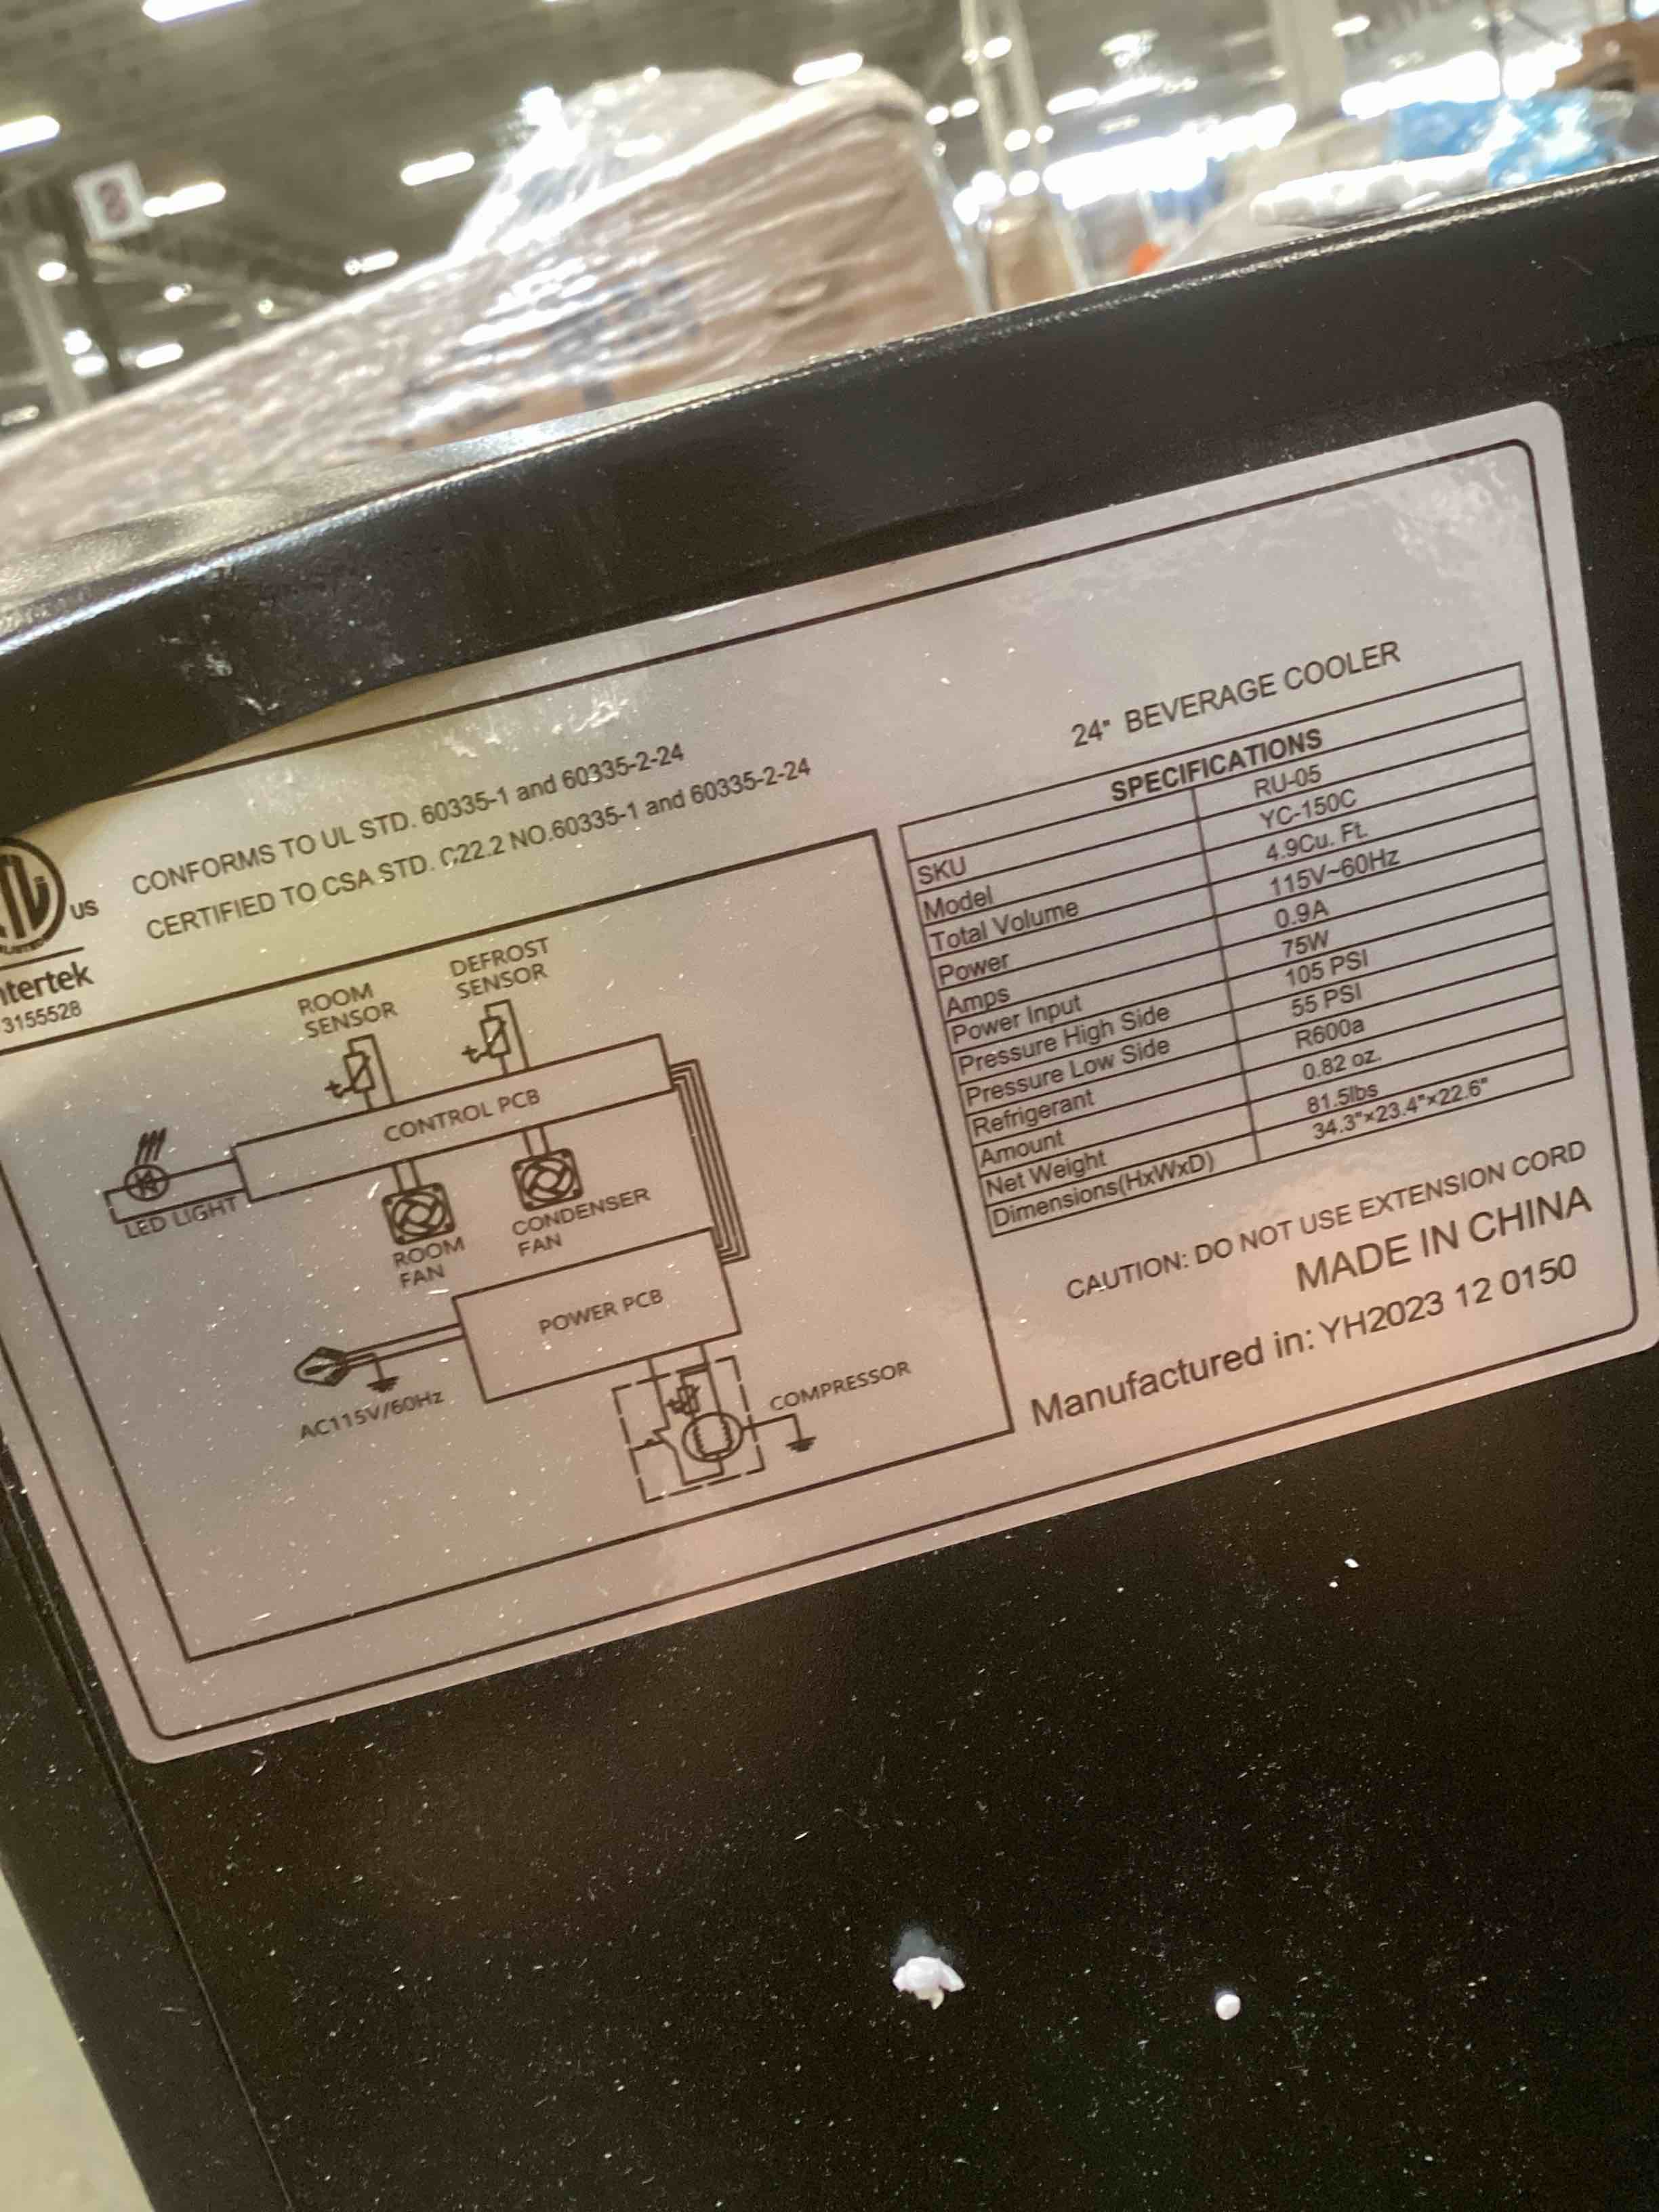 US
Intertek
3155528
CONFORMS TO UL STD. 60335-1 and 60335-2-24
CERTIFIED TO CSA STD. C22.2 NO.60335-1 and 60335-2-24
ROOM
SENSOR
DEFROST
SENSOR
CONTROL PCB
LED LIGHT
ROOM
FAN
CONDENSER
FAN
POWER PCB
AC115V/60Hz
COMPRESSOR
24" BEVERAGE COOLER
SPECIFICATIONS
SKU RU-05
Model YC-150C
Total Volume 4.9Cu. Ft.
Power 115V~60Hz
Amps 0.9A
Power Input 75W
Pressure High Side 105 PSI
Pressure Low Side 55 PSI
Refrigerant R600a
Amount 0.82 oz.
Net Weight 81.5lbs
Dimensions(HxWxD) 34.3"×23.4"×22.6"
CAUTION: DO NOT USE EXTENSION CORD
MADE IN CHINA
Manufactured in: YH2023 12 0150